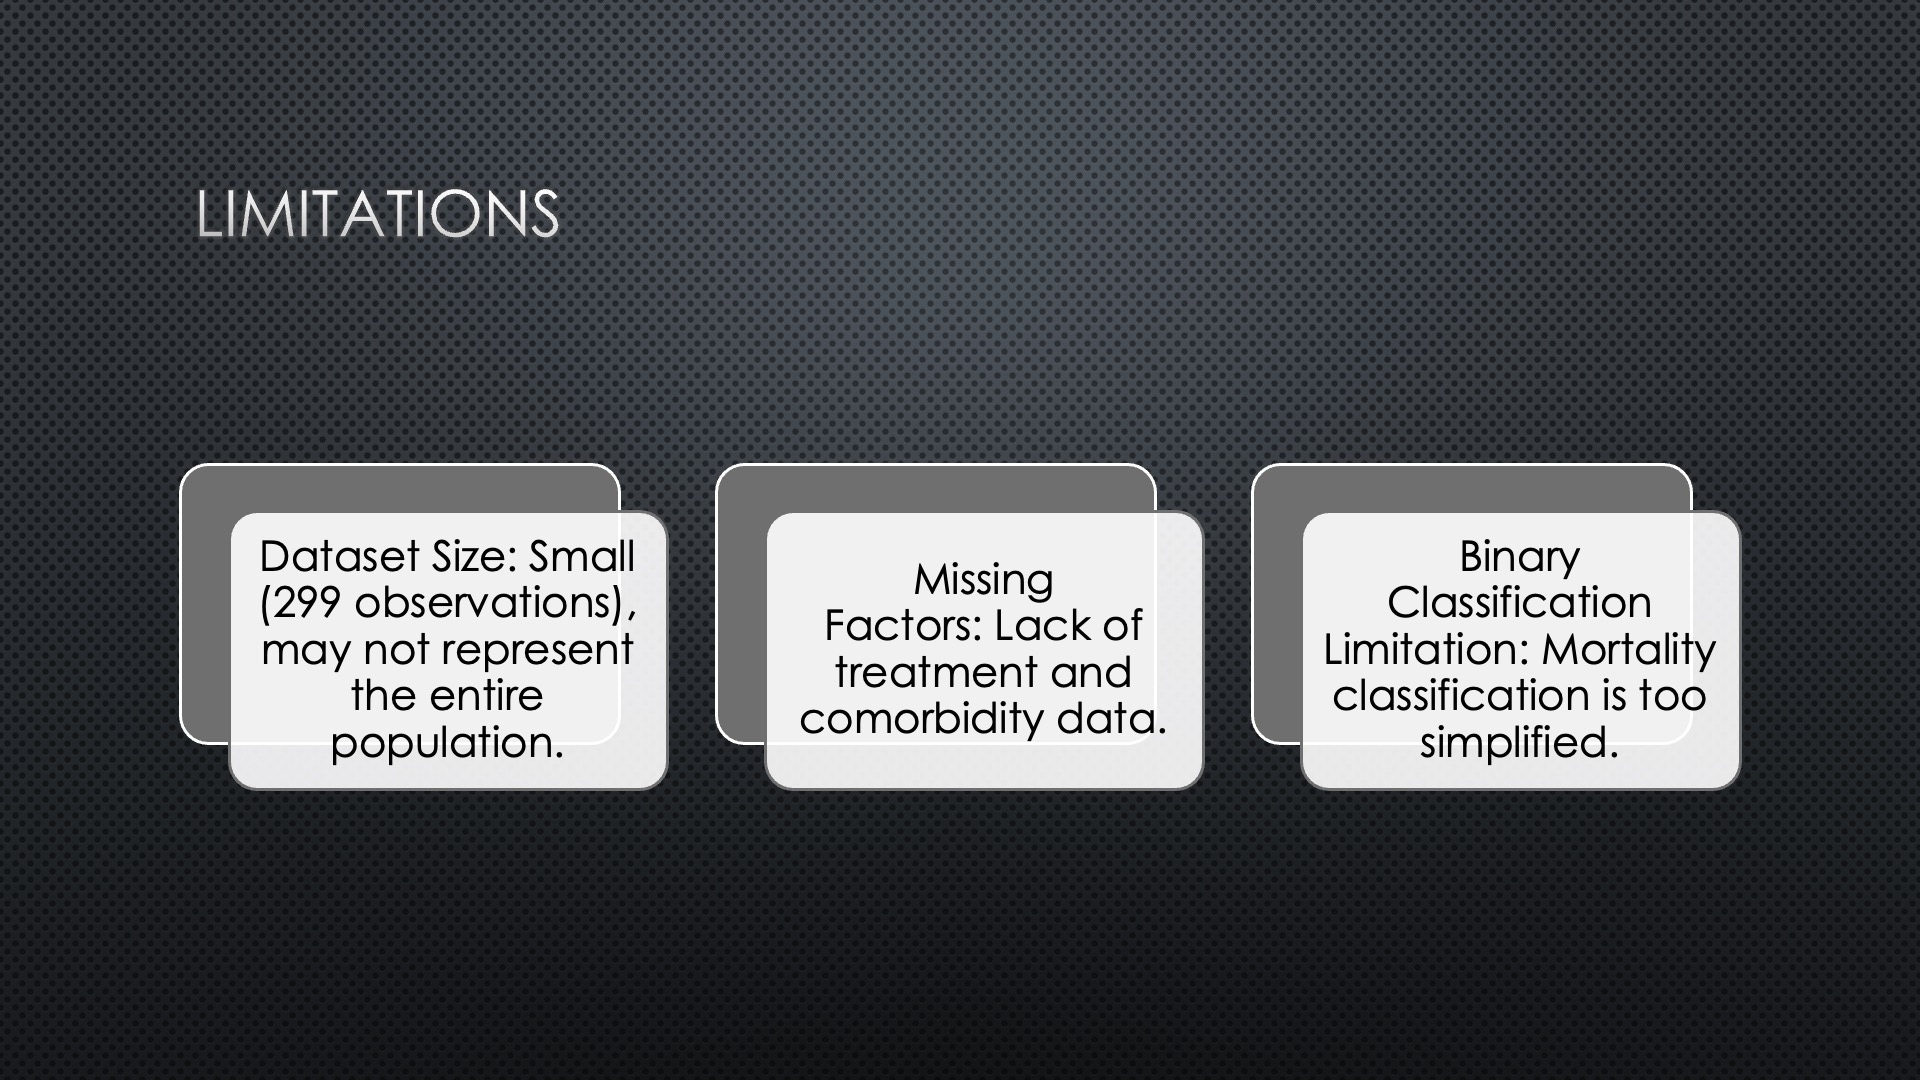 LIMITATIONS
Dataset Size: Small
(299 observations),
may not represent
the entire
population.
Missing
Factors: Lack of
treatment and
comorbidity data.
Binary
Classification
Limitation: Mortality
classification is too
simplified.